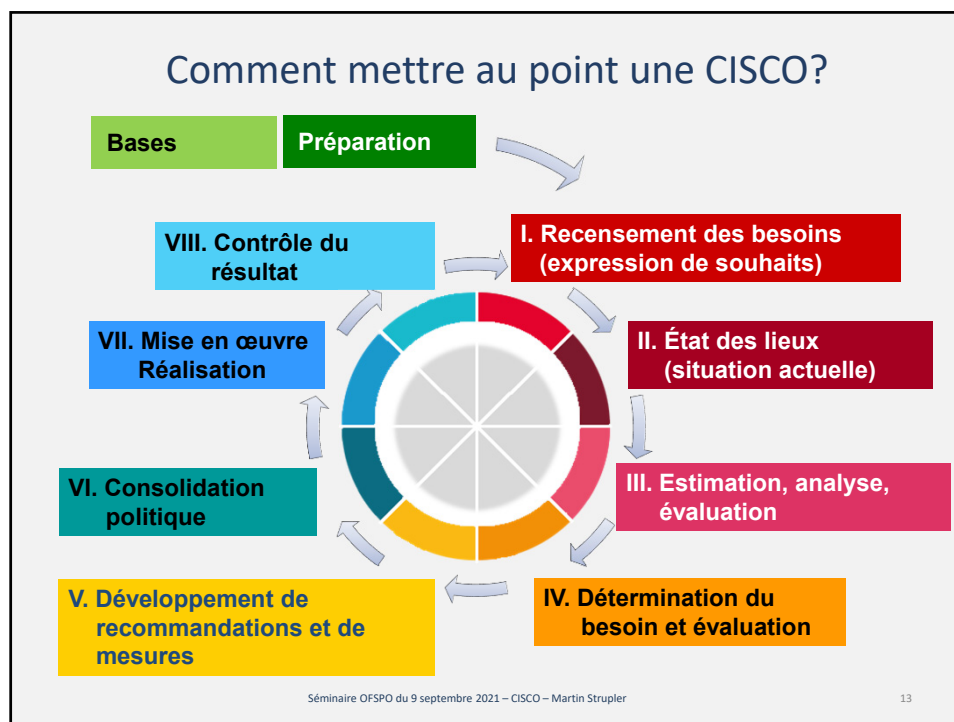 Comment mettre au point une CISCO?
Bases
Préparation
I. Recensement des besoins
(expression de souhaits)
II. État des lieux
(situation actuelle)
III. Estimation, analyse,
évaluation
IV. Détermination du
besoin et évaluation
V. Développement de
recommandations et de
mesures
VI. Consolidation
politique
VII. Mise en œuvre
Réalisation
VIII. Contrôle du
résultat
Séminaire OFSPO du 9 septembre 2021 – CISCO – Martin Strupler
13